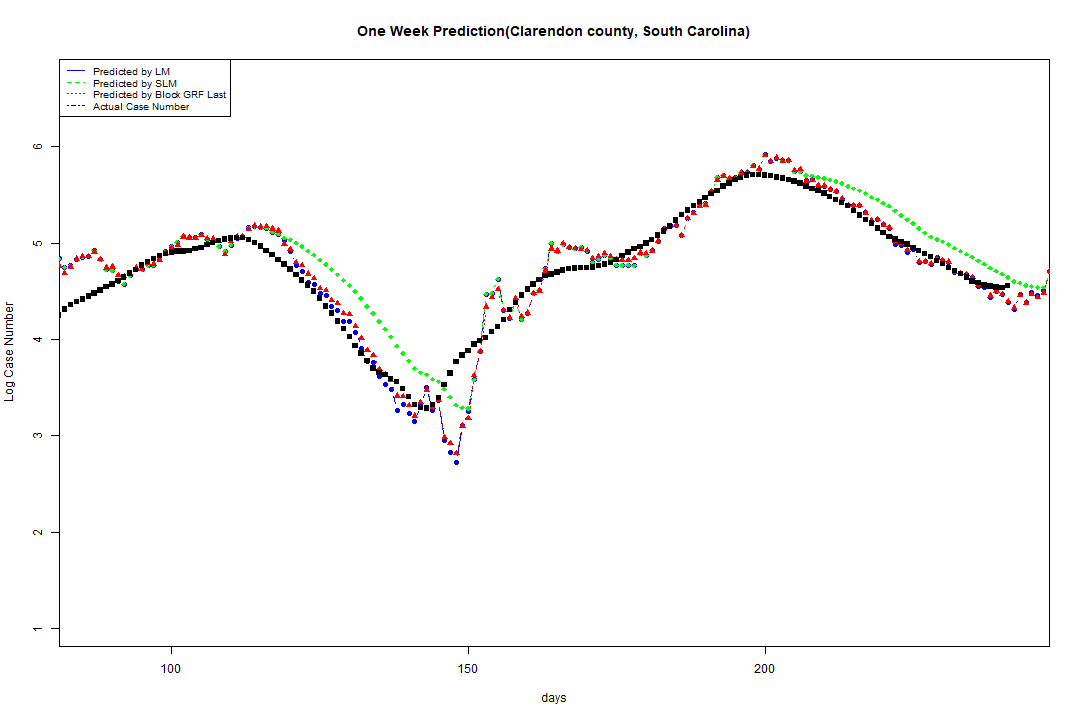 One Week Prediction(Clarendon county, South Carolina)
Predicted by LM
Predicted by SLM
Predicted by Block GRF Last
Actual Case Number
6
5
4
3
2
1
Log Case Number
100 150 200
days